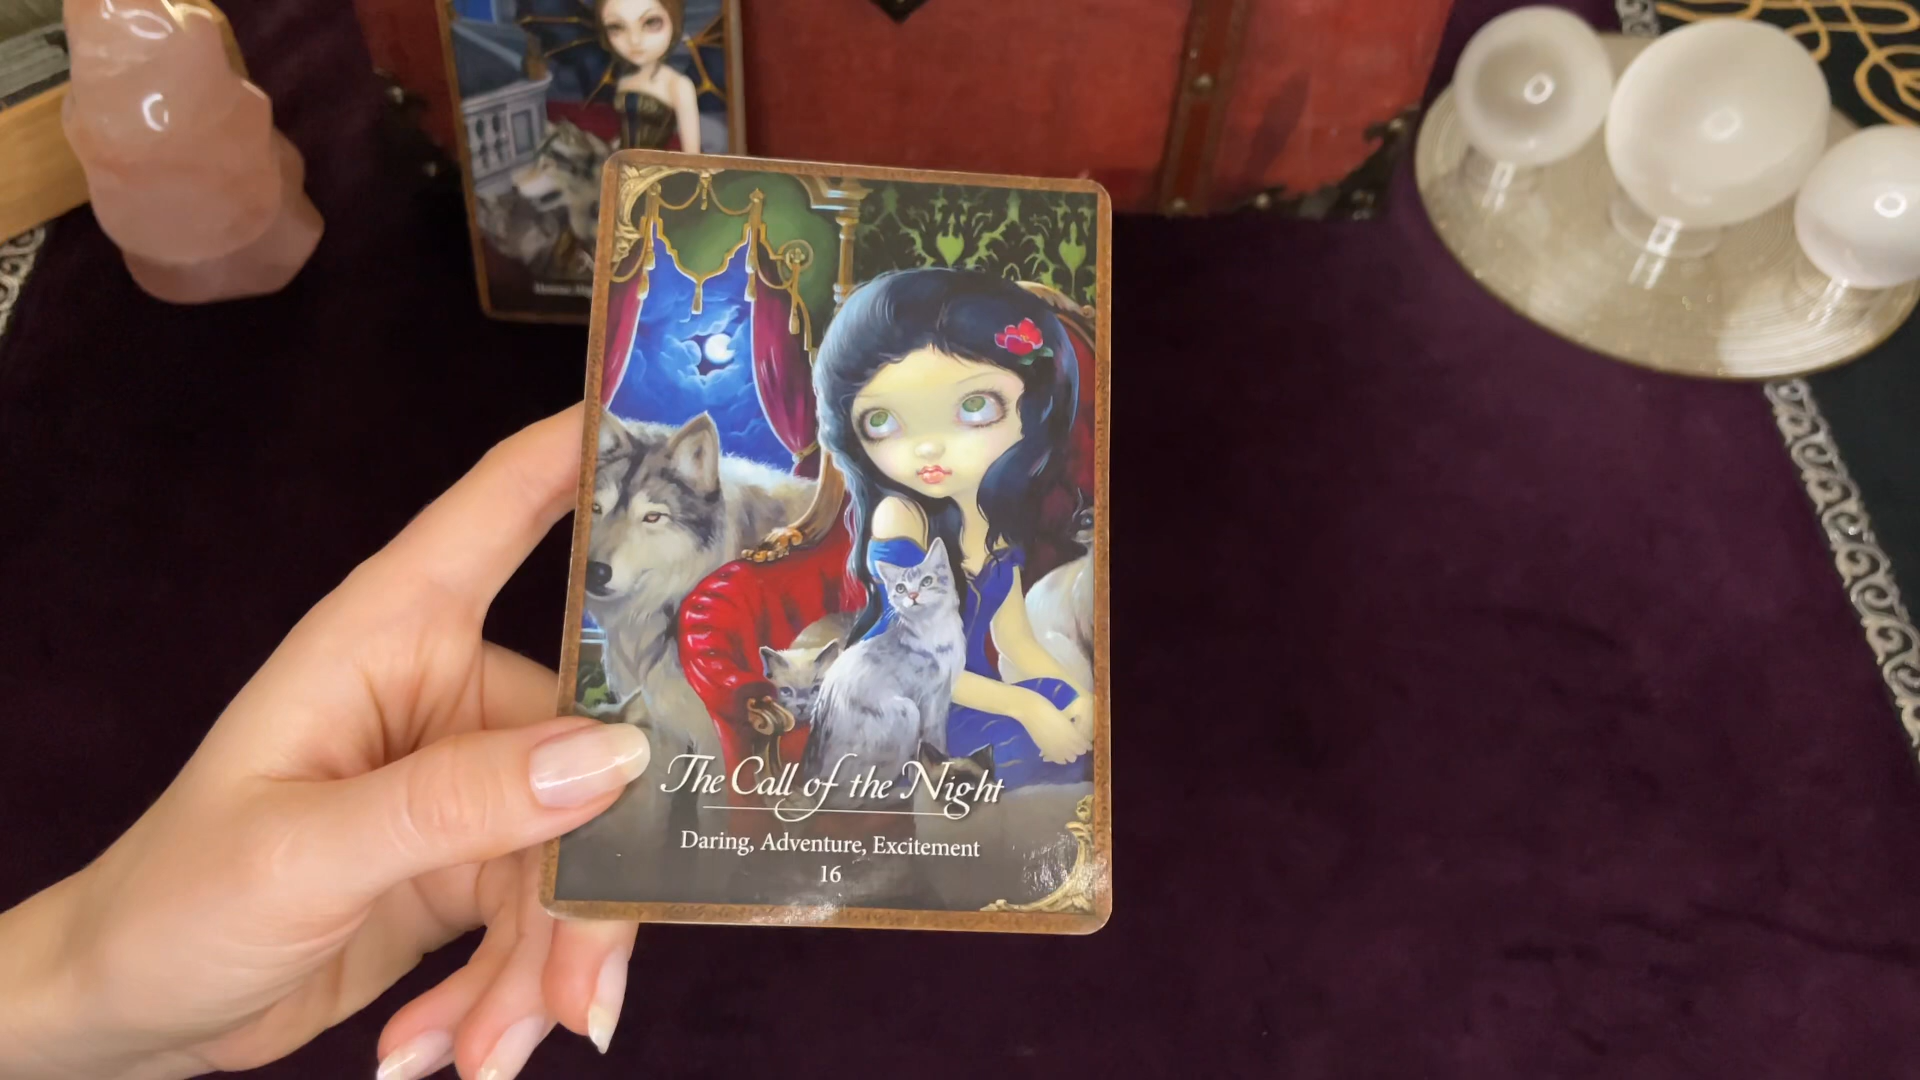 The Call of the Night
Daring, Adventure, Excitement
16